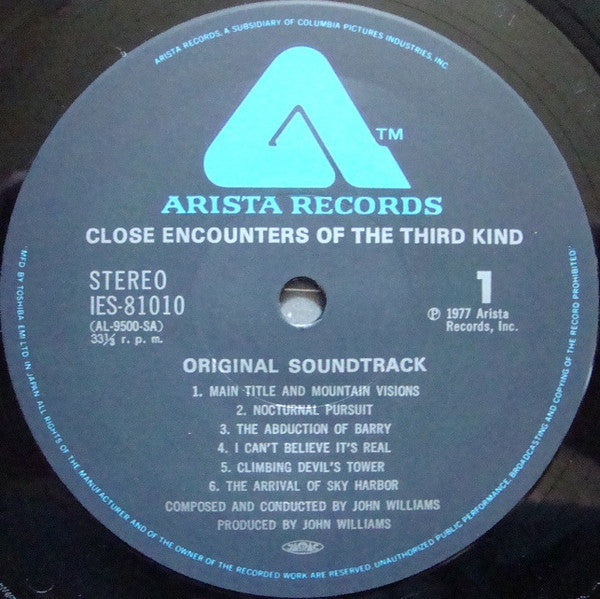 ARISTA RECORDS, A SUBSIDIARY OF COLUMBIA PICTURES INDUSTRIES, INC.
TM
ARISTA RECORDS
CLOSE ENCOUNTERS OF THE THIRD KIND
STEREO
IES-81010
(AL-9500-SA)
33⅓ r. p. m.
1
Ⓟ 1977 Arista
Records, Inc.
ORIGINAL SOUNDTRACK
1. MAIN TITLE AND MOUNTAIN VISIONS
2. NOCTURNAL PURSUIT
3. THE ABDUCTION OF BARRY
4. I CAN'T BELIEVE IT'S REAL
5. CLIMBING DEVIL'S TOWER
6. THE ARRIVAL OF SKY HARBOR
COMPOSED AND CONDUCTED BY JOHN WILLIAMS
PRODUCED BY JOHN WILLIAMS
"MFD BY TOSHIBA EMI LTD. IN JAPAN ALL RIGHTS OF THE MANUFACTURER AND OF THE OWNER OF THE RECORDED WORK ARE RESERVED. UNAUTHORIZED PUBLIC PERFORMANCE, BROADCASTING AND COPYING OF THE RECORD PROHIBITED"